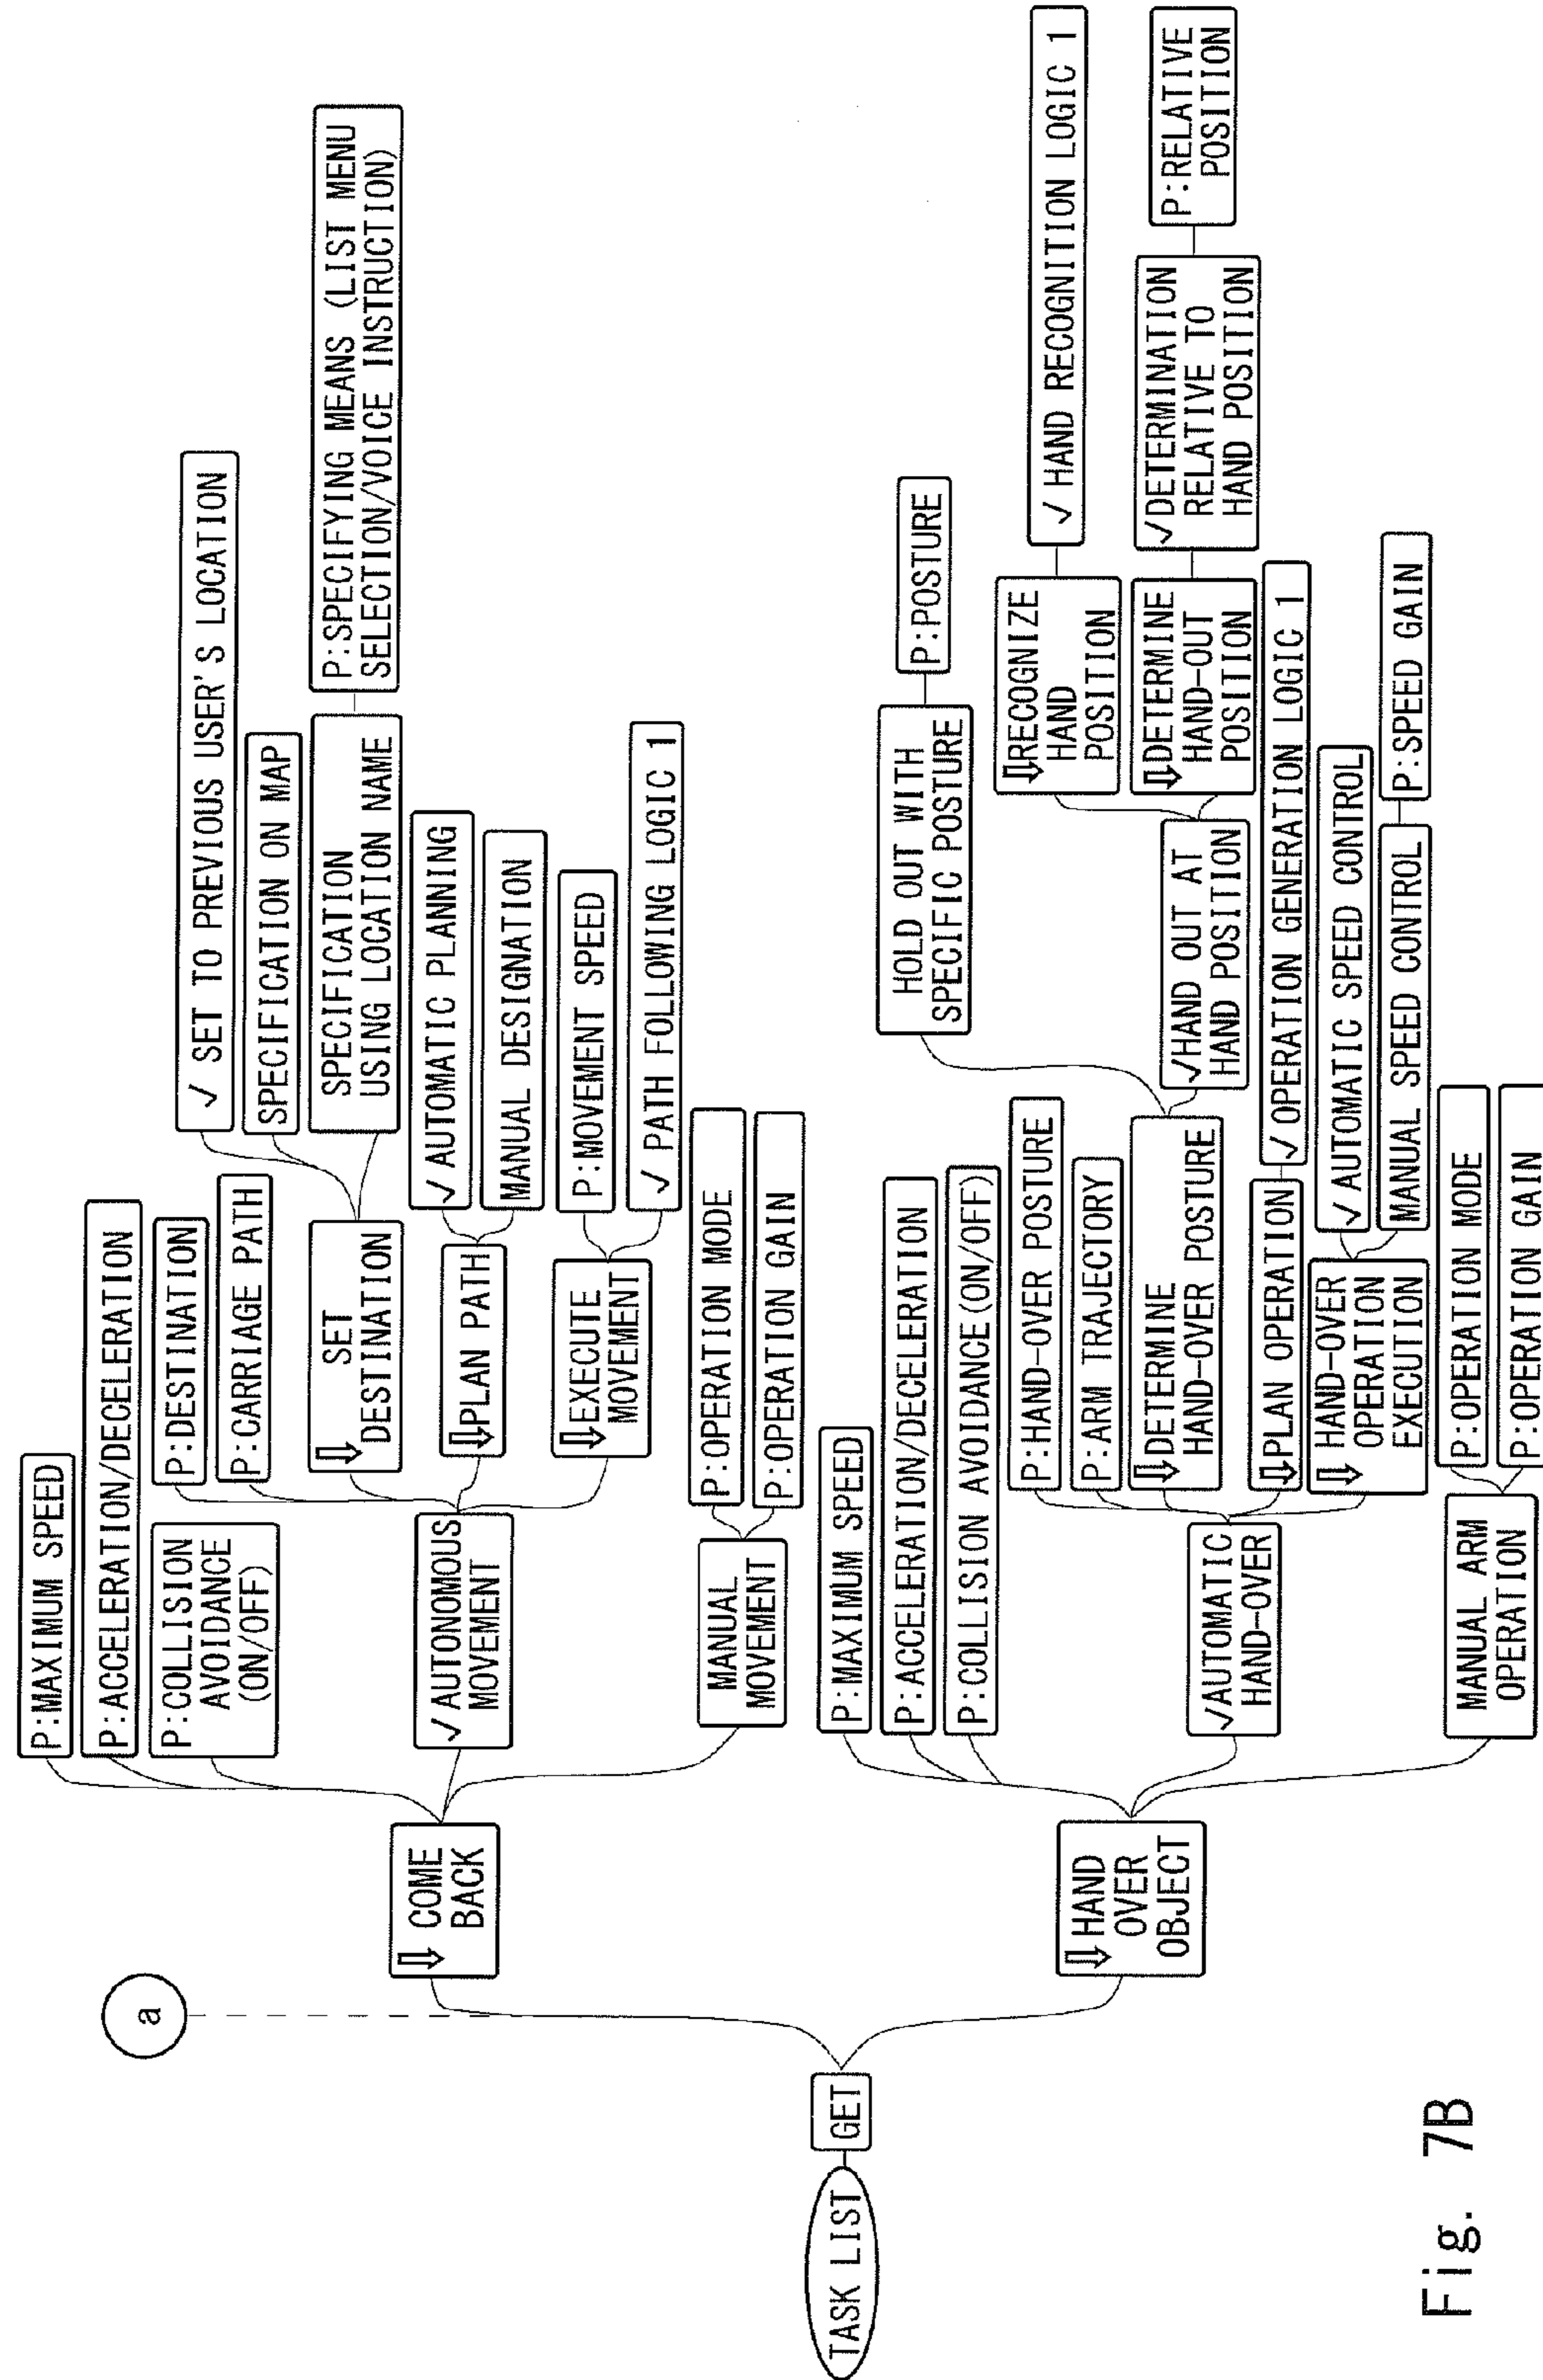 a
TASK LIST
GET
⇩ COME
BACK
P:MAXIMUM SPEED
P:ACCELERATION/DECELERATION
P:COLLISION
AVOIDANCE
(ON/OFF)
✓AUTONOMOUS
MOVEMENT
P:DESTINATION
P:CARRIAGE PATH
⇩ SET
DESTINATION
✓ SET TO PREVIOUS USER'S LOCATION
SPECIFICATION ON MAP
SPECIFICATION
USING LOCATION NAME
P:SPECIFYING MEANS (LIST MENU
SELECTION/VOICE INSTRUCTION)
⇩PLAN PATH
✓AUTOMATIC PLANNING
MANUAL DESIGNATION
⇩EXECUTE
MOVEMENT
P:MOVEMENT SPEED
✓ PATH FOLLOWING LOGIC 1
MANUAL
MOVEMENT
P:OPERATION MODE
P:OPERATION GAIN
⇩HAND
OVER
OBJECT
P:MAXIMUM SPEED
P:ACCELERATION/DECELERATION
P:COLLISION AVOIDANCE(ON/OFF)
✓AUTOMATIC
HAND-OVER
P:HAND-OVER POSTURE
P:ARM TRAJECTORY
⇩DETERMINE
HAND-OVER POSTURE
HOLD OUT WITH
SPECIFIC POSTURE
P:POSTURE
✓HAND OUT AT
HAND POSITION
⇩RECOGNIZE
HAND
POSITION
✓ HAND RECOGNITION LOGIC 1
⇩DETERMINE
HAND-OUT
POSITION
✓DETERMINATION
RELATIVE TO
HAND POSITION
P:RELATIVE
POSITION
⇩PLAN OPERATION
✓ OPERATION GENERATION LOGIC 1
⇩ HAND-OVER
OPERATION
EXECUTION
✓ AUTOMATIC SPEED CONTROL
MANUAL SPEED CONTROL
P:SPEED GAIN
MANUAL ARM
OPERATION
P:OPERATION MODE
P:OPERATION GAIN
Fig. 7B